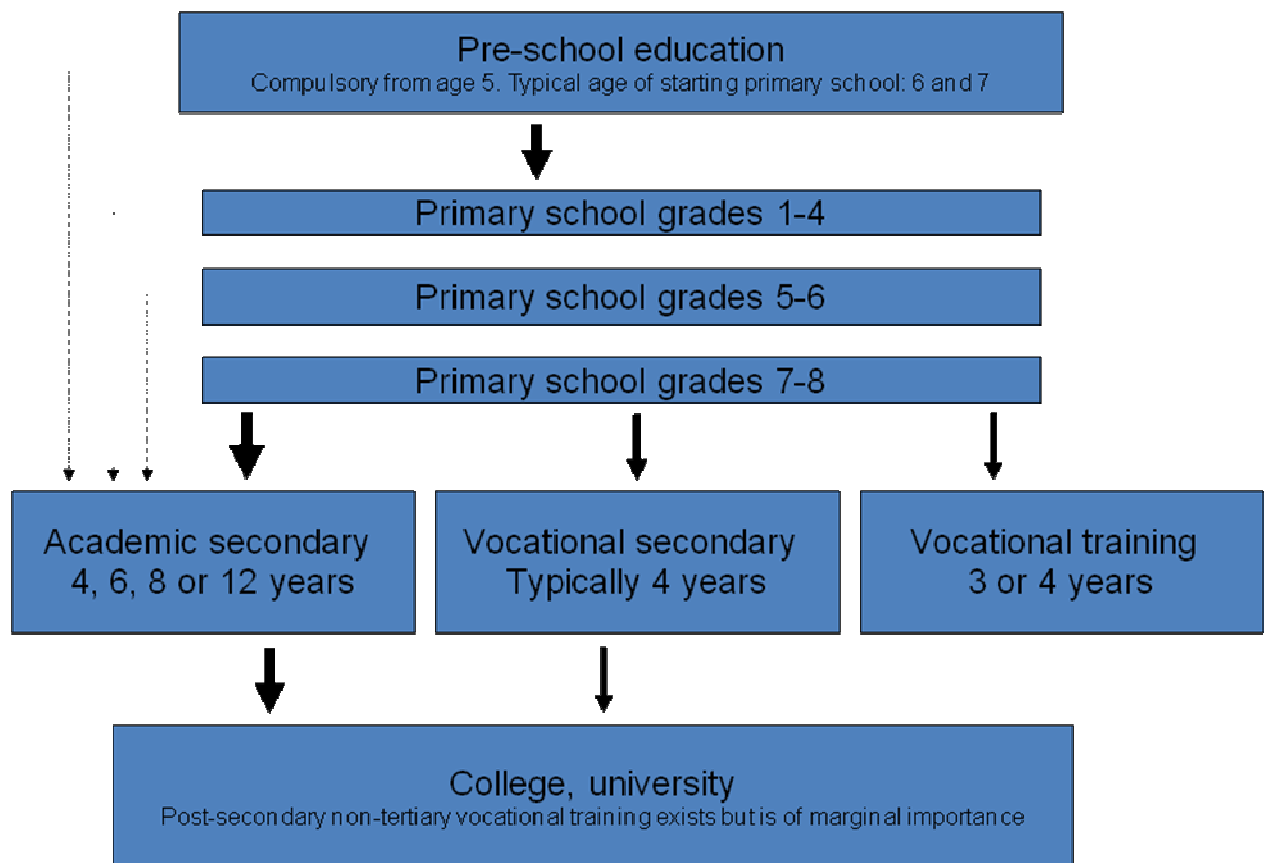 Pre-school education
Compulsory from age 5. Typical age of starting primary school: 6 and 7
Primary school grades 1-4
Primary school grades 5-6
Primary school grades 7-8
Academic secondary
4, 6, 8 or 12 years
Vocational secondary
Typically 4 years
Vocational training
3 or 4 years
College, university
Post-secondary non-tertiary vocational training exists but is of marginal importance